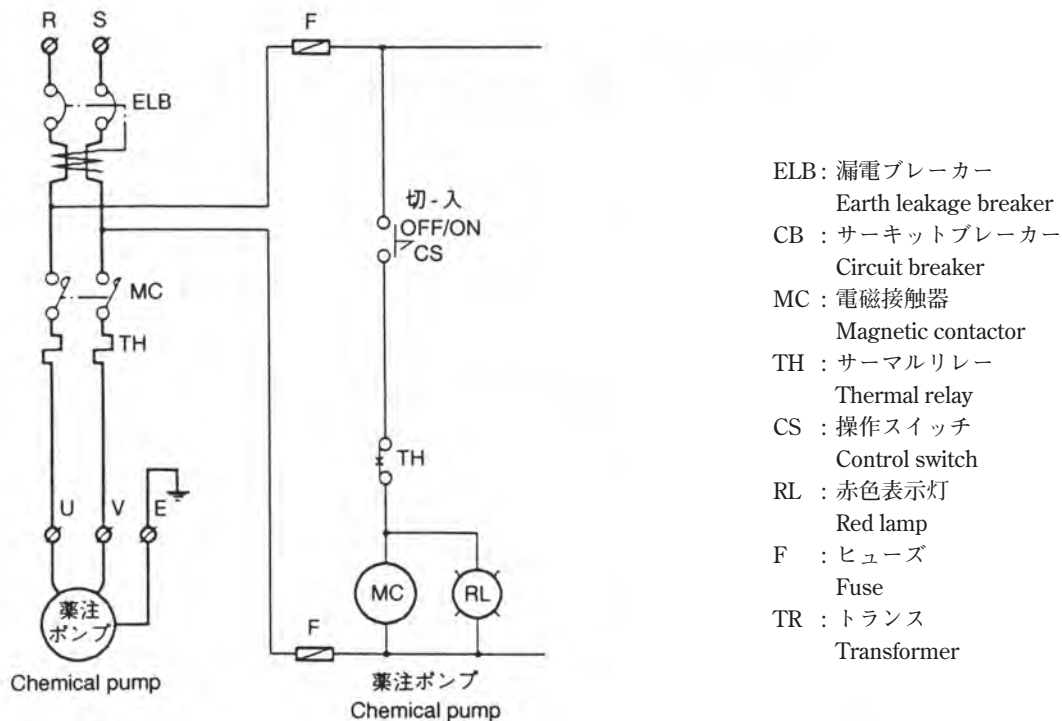 R S
F
ELB
切-入
OFF/ON
CS
MC
TH
TH
U V E
MC RL
薬注
ポンプ
F
Chemical pump
薬注ポンプ
Chemical pump
ELB : 漏電ブレーカー
Earth leakage breaker
CB : サーキットブレーカー
Circuit breaker
MC : 電磁接触器
Magnetic contactor
TH : サーマルリレー
Thermal relay
CS : 操作スイッチ
Control switch
RL : 赤色表示灯
Red lamp
F : ヒューズ
Fuse
TR : トランス
Transformer